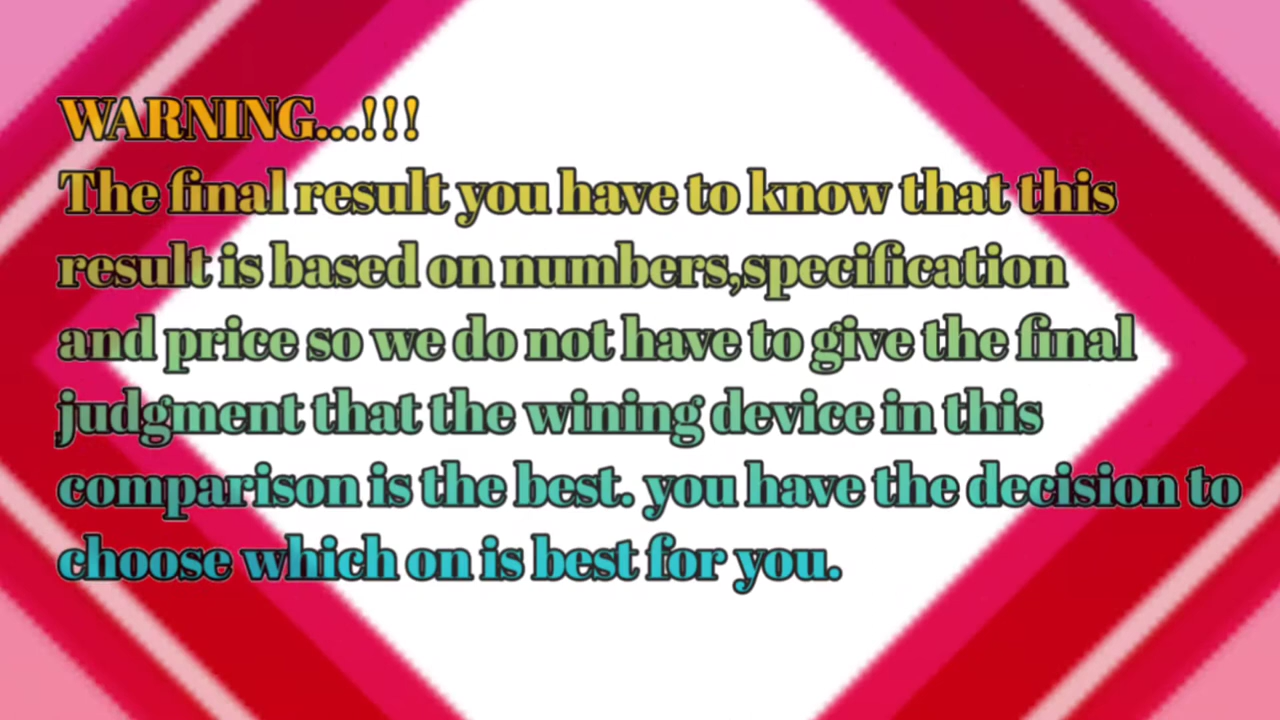 WARNING...!!!
The final result you have to know that this
result is based on numbers,specification
and price so we do not have to give the final
judgment that the wining device in this
comparison is the best. you have the decision to
choose which on is best for you.